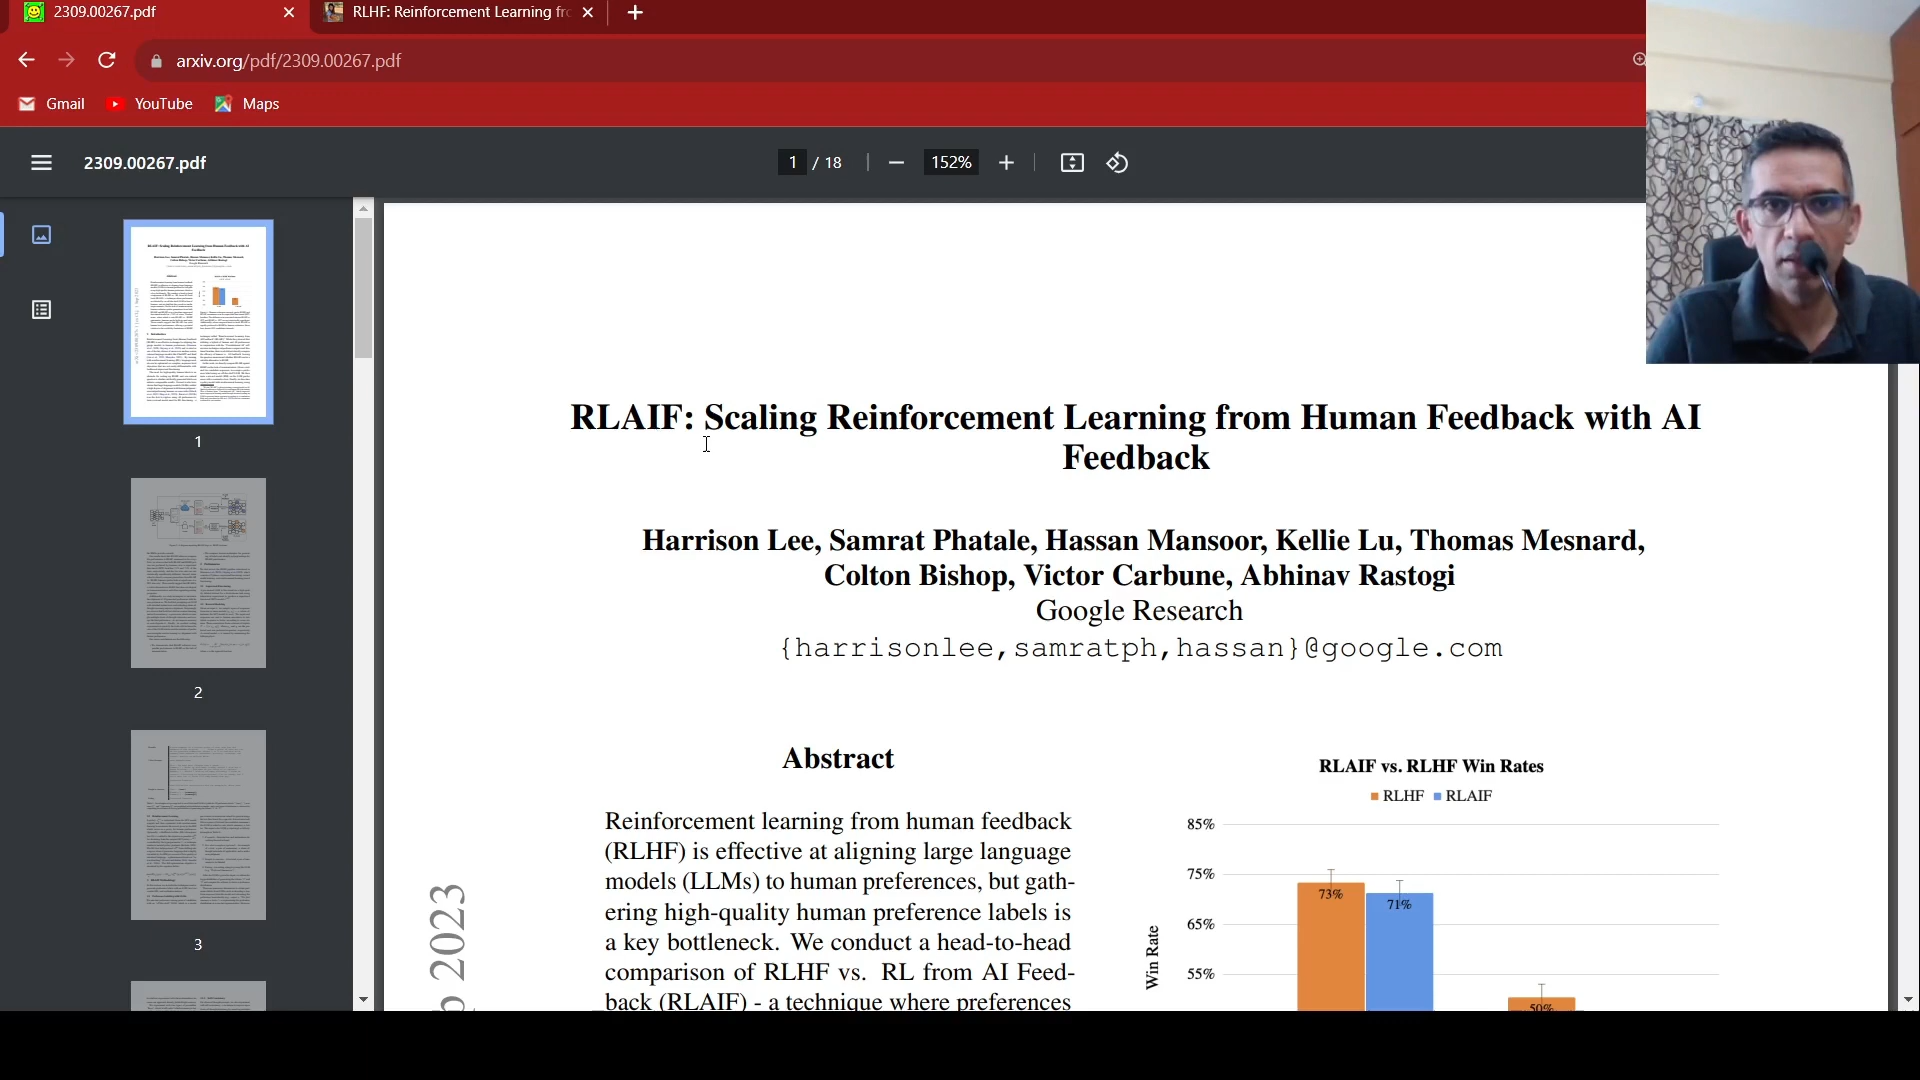 2309.00267.pdf
RLHF: Reinforcement Learning fr
arxiv.org/pdf/2309.00267.pdf
Gmail
YouTube
Maps
2309.00267.pdf
1 / 18
152%
1
2
3
RLAIF: Scaling Reinforcement Learning from Human Feedback with AI
Feedback
Harrison Lee, Samrat Phatale, Hassan Mansoor, Kellie Lu, Thomas Mesnard,
Colton Bishop, Victor Carbune, Abhinav Rastogi
Google Research
{harrisonlee,samratph,hassan}@google.com
2023
Abstract
Reinforcement learning from human feedback
(RLHF) is effective at aligning large language
models (LLMs) to human preferences, but gath-
ering high-quality human preference labels is
a key bottleneck. We conduct a head-to-head
comparison of RLHF vs. RL from AI Feed-
back (RLAIF) - a technique where preferences
RLAIF vs. RLHF Win Rates
RLHF RLAIF
85%
75%
65%
55%
Win Rate
73%
71%
50%